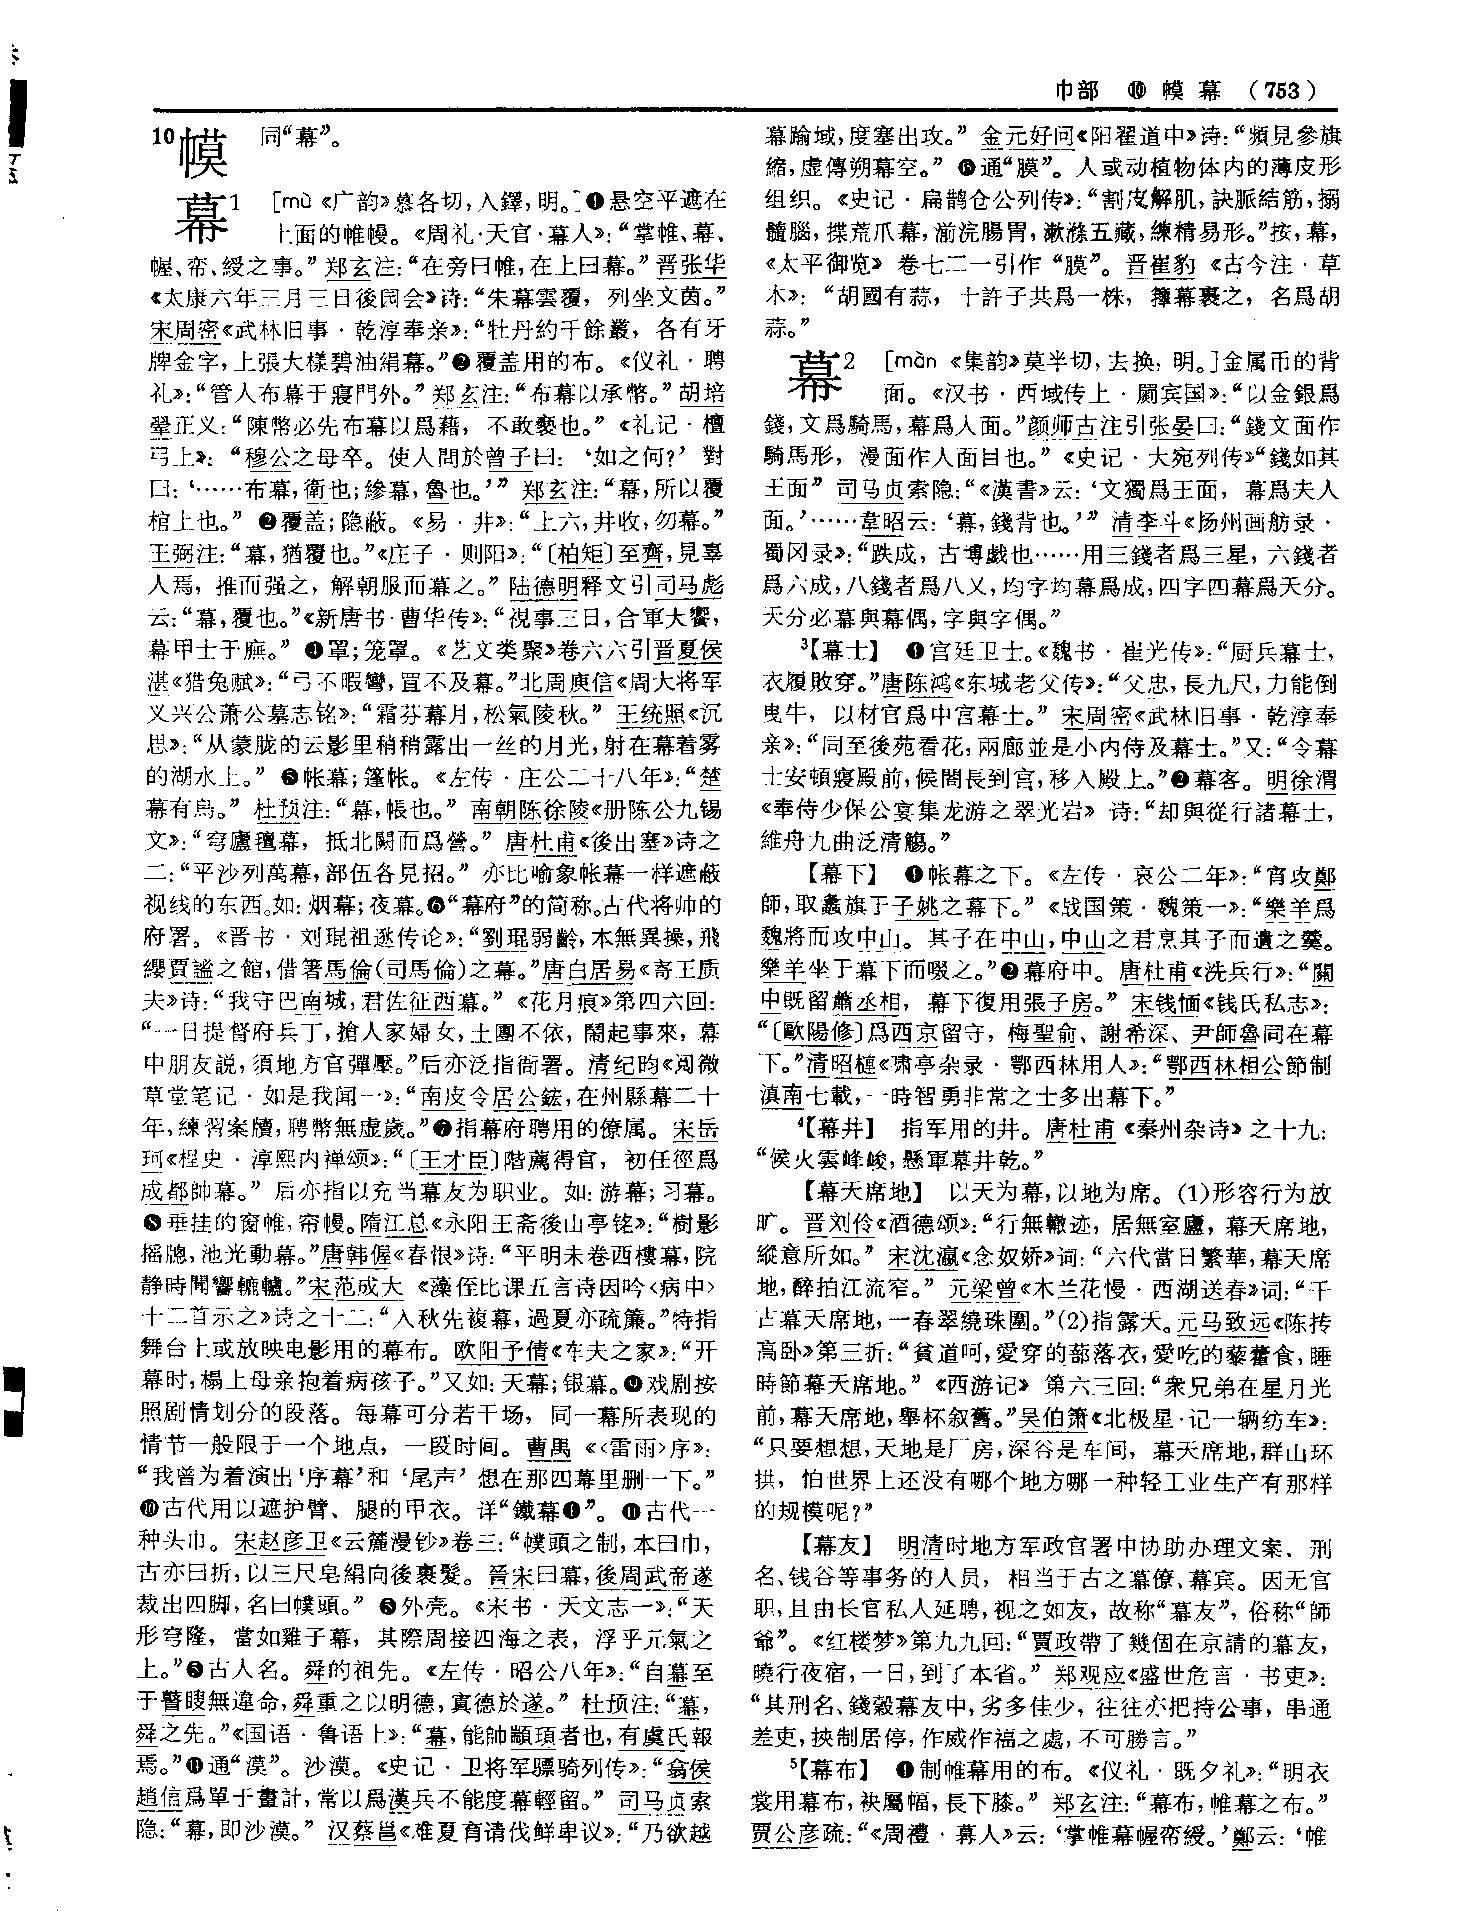 巾部 ⑩ 幙 幕 （753）
10幙 同“幕”。
幕1 ［mù《广韵》慕各切，入鐸，明。］❶悬空平遮在
上面的帷幔。《周礼·天官·幕人》：“掌帷、幕、
幄、帟、綬之事。”郑玄注：“在旁曰帷，在上曰幕。”晋张华
《太康六年三月三日後园会》诗：“朱幕雲覆，列坐文茵。”
宋周密《武林旧事·乾淳奉亲》：“牡丹約千餘叢，各有牙
牌金字，上張大樣碧油絹幕。”❷覆盖用的布。《仪礼·聘
礼》：“管人布幕于寢門外。”郑玄注：“布幕以承幣。”胡培
翬正义：“陳幣必先布幕以爲藉，不敢褻也。”《礼记·檀
弓上》：“穆公之母卒。使人問於曾子曰：‘如之何？’對
曰：‘……布幕，衛也；縿幕，魯也。’”郑玄注：“幕，所以覆
棺上也。”❷覆盖；隐蔽。《易·井》：“上六，井收，勿幕。”
王弼注：“幕，猶覆也。”《庄子·则阳》：“〔柏矩〕至齊，見辜
人焉，推而强之，解朝服而幕之。”陆德明释文引司马彪
云：“幕，覆也。”《新唐书·曹华传》：“視事三日，合軍大饗，
幕甲士于廡。”❹罩；笼罩。《艺文类聚》卷六六引晋夏侯
湛《猎兔赋》：“弓不暇彎，罝不及幕。”北周庾信《周大将军
义兴公萧公墓志铭》：“霜芬幕月，松氣陵秋。”王统照《沉
思》：“从蒙胧的云影里稍稍露出一丝的月光，射在幕着雾
的湖水上。”❺帐幕；篷帐。《左传·庄公二十八年》：“楚
幕有烏。”杜预注：“幕，帳也。”南朝陈徐陵《册陈公九锡
文》：“穹廬氊幕，抵北闕而爲營。”唐杜甫《後出塞》诗之
二：“平沙列萬幕，部伍各見招。”亦比喻象帐幕一样遮蔽
视线的东西。如：烟幕；夜幕。❻“幕府”的简称。古代将帅的
府署。《晋书·刘琨祖逖传论》：“劉琨弱齡，本無異操，飛
纓賈謐之館，借箸馬倫（司馬倫）之幕。”唐白居易《寄王质
夫》诗：“我守巴南城，君佐征西幕。”《花月痕》第四六回：
“一日提督府兵丁，搶人家婦女，土團不依，鬧起事來，幕
中朋友説，須地方官彈壓。”后亦泛指衙署。清纪昀《阅微
草堂笔记·如是我闻一》：“南皮令居公鋐，在州縣幕二十
年，練習案牘，聘幣無虛歲。”❼指幕府聘用的僚属。宋岳
珂《桯史·淳熙内禅颂》：“〔王才臣〕階薦得官，初任徑爲
成都帥幕。”后亦指以充当幕友为职业。如：游幕；习幕。
❽垂挂的窗帷，帘幔。隋江总《永阳王斋後山亭铭》：“樹影
摇牎，池光動幕。”唐韩偓《春恨》诗：“平明未卷西樓幕，院
静時聞響轆轤。”宋范成大《藻侄比课五言诗因吟〈病中〉
十二首示之》诗之十二：“入秋先複幕，過夏亦疏簾。”特指
舞台上或放映电影用的幕布。欧阳予倩《车夫之家》：“开
幕时，榻上母亲抱着病孩子。”又如：天幕；银幕。❾戏剧按
照剧情划分的段落。每幕可分若干场，同一幕所表现的
情节一般限于一个地点，一段时间。曹禺《〈雷雨〉序》：
“我曾为着演出‘序幕’和‘尾声’想在那四幕里删一下。”
❿古代用以遮护臂、腿的甲衣。详“鐵幕❶”。⓫古代一
种头巾。宋赵彦卫《云麓漫钞》卷三：“幞頭之制，本曰巾，
古亦曰折，以三尺皂絹向後裹髮。晉宋曰幕，後周武帝遂
裁出四脚，名曰幞頭。”❺外壳。《宋书·天文志一》：“天
形穹隆，當如雞子幕，其際周接四海之表，浮乎元氣之
上。”❺古人名。舜的祖先。《左传·昭公八年》：“自幕至
于瞽瞍無違命，舜重之以明德，寘德於遂。”杜预注：“幕，
舜之先。”《国语·鲁语上》：“幕，能帥顓頊者也，有虞氏報
焉。”⓮通“漠”。沙漠。《史记·卫将军骠骑列传》：“翕侯
趙信爲單于畫計，常以爲漢兵不能度幕輕留。”司马贞索
隐：“幕，即沙漠。”汉蔡邕《难夏育请伐鲜卑议》：“乃欲越
幕踰域，度塞出攻。”金元好问《阳翟道中》诗：“頻見參旗
縮，虚傳朔幕空。”⓯通“膜”。人或动植物体内的薄皮形
组织。《史记·扁鹊仓公列传》：“割皮解肌，訣脈結筋，搦
髓腦，揲荒爪幕，湔浣腸胃，漱滌五藏，練精易形。”按，幕，
《太平御览》卷七二一引作“膜”。晋崔豹《古今注·草
木》：“胡國有蒜，十許子共爲一株，籜幕裹之，名爲胡
蒜。”
幕2 ［màn《集韵》莫半切，去换，明。］金属币的背
面。《汉书·西域传上·罽宾国》：“以金銀爲
錢，文爲騎馬，幕爲人面。”颜师古注引张晏曰：“錢文面作
騎馬形，漫面作人面目也。”《史记·大宛列传》“錢如其
王面”司马贞索隐：“《漢書》云：‘文獨爲王面，幕爲夫人
面。’……韋昭云：‘幕，錢背也。’”清李斗《扬州画舫录·
蜀冈录》：“跌成，古博戲也……用三錢者爲三星，六錢者
爲六成，八錢者爲八乂，均字均幕爲成，四字四幕爲天分。
天分必幕與幕偶，字與字偶。”
3【幕士】 ❶宫廷卫士。《魏书·崔光传》：“厨兵幕士，
衣履敗穿。”唐陈鸿《东城老父传》：“父忠，長九尺，力能倒
曳牛，以材官爲中宫幕士。”宋周密《武林旧事·乾淳奉
亲》：“同至後苑看花，兩廊並是小内侍及幕士。”又：“令幕
士安頓寢殿前，候閤長到宫，移入殿上。”❷幕客。明徐渭
《奉侍少保公宴集龙游之翠光岩》诗：“却與從行諸幕士，
維舟九曲泛清觴。”
【幕下】 ❶帐幕之下。《左传·哀公二年》：“宵攻鄭
師，取蠭旗于子姚之幕下。”《战国策·魏策一》：“樂羊爲
魏將而攻中山。其子在中山，中山之君烹其子而遺之羹。
樂羊坐于幕下而啜之。”❷幕府中。唐杜甫《洗兵行》：“關
中既留蕭丞相，幕下復用張子房。”宋钱愐《钱氏私志》：
“〔歐陽修〕爲西京留守，梅聖俞、謝希深、尹師魯同在幕
下。”清昭梿《啸亭杂录·鄂西林用人》：“鄂西林相公節制
滇南七載，一時智勇非常之士多出幕下。”
4【幕井】 指军用的井。唐杜甫《秦州杂诗》之十九：
“候火雲峰峻，懸軍幕井乾。”
【幕天席地】 以天为幕，以地为席。(1)形容行为放
旷。晋刘伶《酒德颂》：“行無轍迹，居無室廬，幕天席地，
縱意所如。”宋沈瀛《念奴娇》词：“六代當日繁華，幕天席
地，醉拍江流窄。”元梁曾《木兰花慢·西湖送春》词：“千
古幕天席地，一春翠繞珠圍。”(2)指露天。元马致远《陈抟
高卧》第三折：“貧道呵，愛穿的蔀落衣，愛吃的藜藿食，睡
時節幕天席地。”《西游记》第六三回：“衆兄弟在星月光
前，幕天席地，舉杯叙舊。”吴伯箫《北极星·记一辆纺车》：
“只要想想，天地是厂房，深谷是车间，幕天席地，群山环
拱，怕世界上还没有哪个地方哪一种轻工业生产有那样
的规模呢？”
【幕友】 明清时地方军政官署中协助办理文案、刑
名、钱谷等事务的人员，相当于古之幕僚、幕宾。因无官
职，且由长官私人延聘，视之如友，故称“幕友”，俗称“師
爺”。《红楼梦》第九九回：“賈政帶了幾個在京請的幕友，
曉行夜宿，一日，到了本省。”郑观应《盛世危言·书吏》：
“其刑名、錢穀幕友中，劣多佳少，往往亦把持公事，串通
差吏，挾制居停，作威作福之處，不可勝言。”
5【幕布】 ❶制帷幕用的布。《仪礼·既夕礼》：“明衣
裳用幕布，袂屬幅，長下膝。”郑玄注：“幕布，帷幕之布。”
贾公彦疏：“《周禮·幕人》云：‘掌帷幕幄帟綬。’鄭云：‘帷